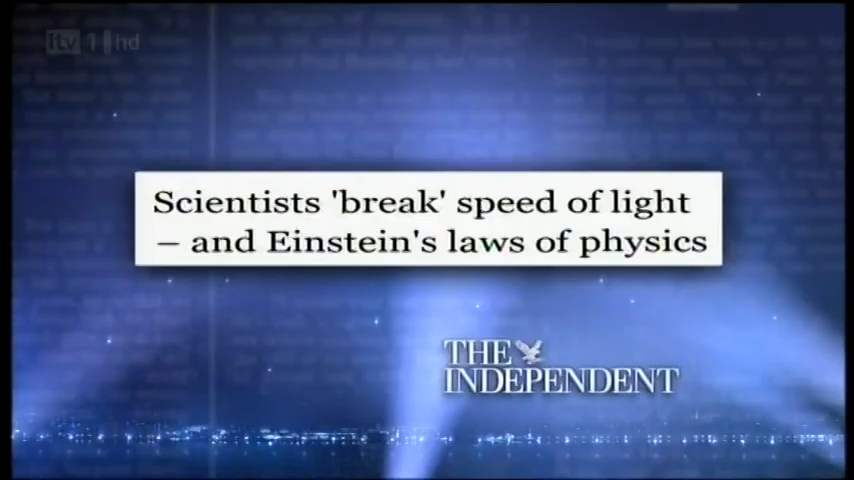 itv 1 hd
Scientists 'break' speed of light
– and Einstein's laws of physics
THE
INDEPENDENT